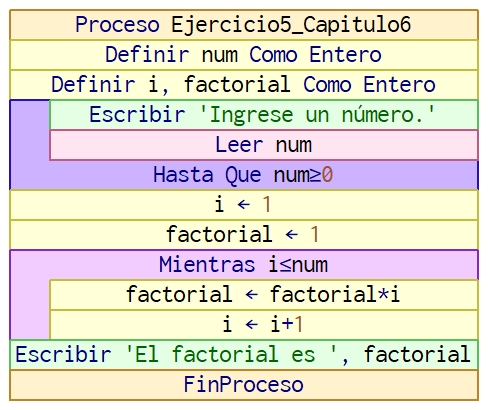 Proceso Ejercicio5_Capitulo6
Definir num Como Entero
Definir i, factorial Como Entero
Escribir 'Ingrese un número.'
Leer num
Hasta Que num≥0
i ← 1
factorial ← 1
Mientras i≤num
factorial ← factorial*i
i ← i+1
Escribir 'El factorial es ', factorial
FinProceso